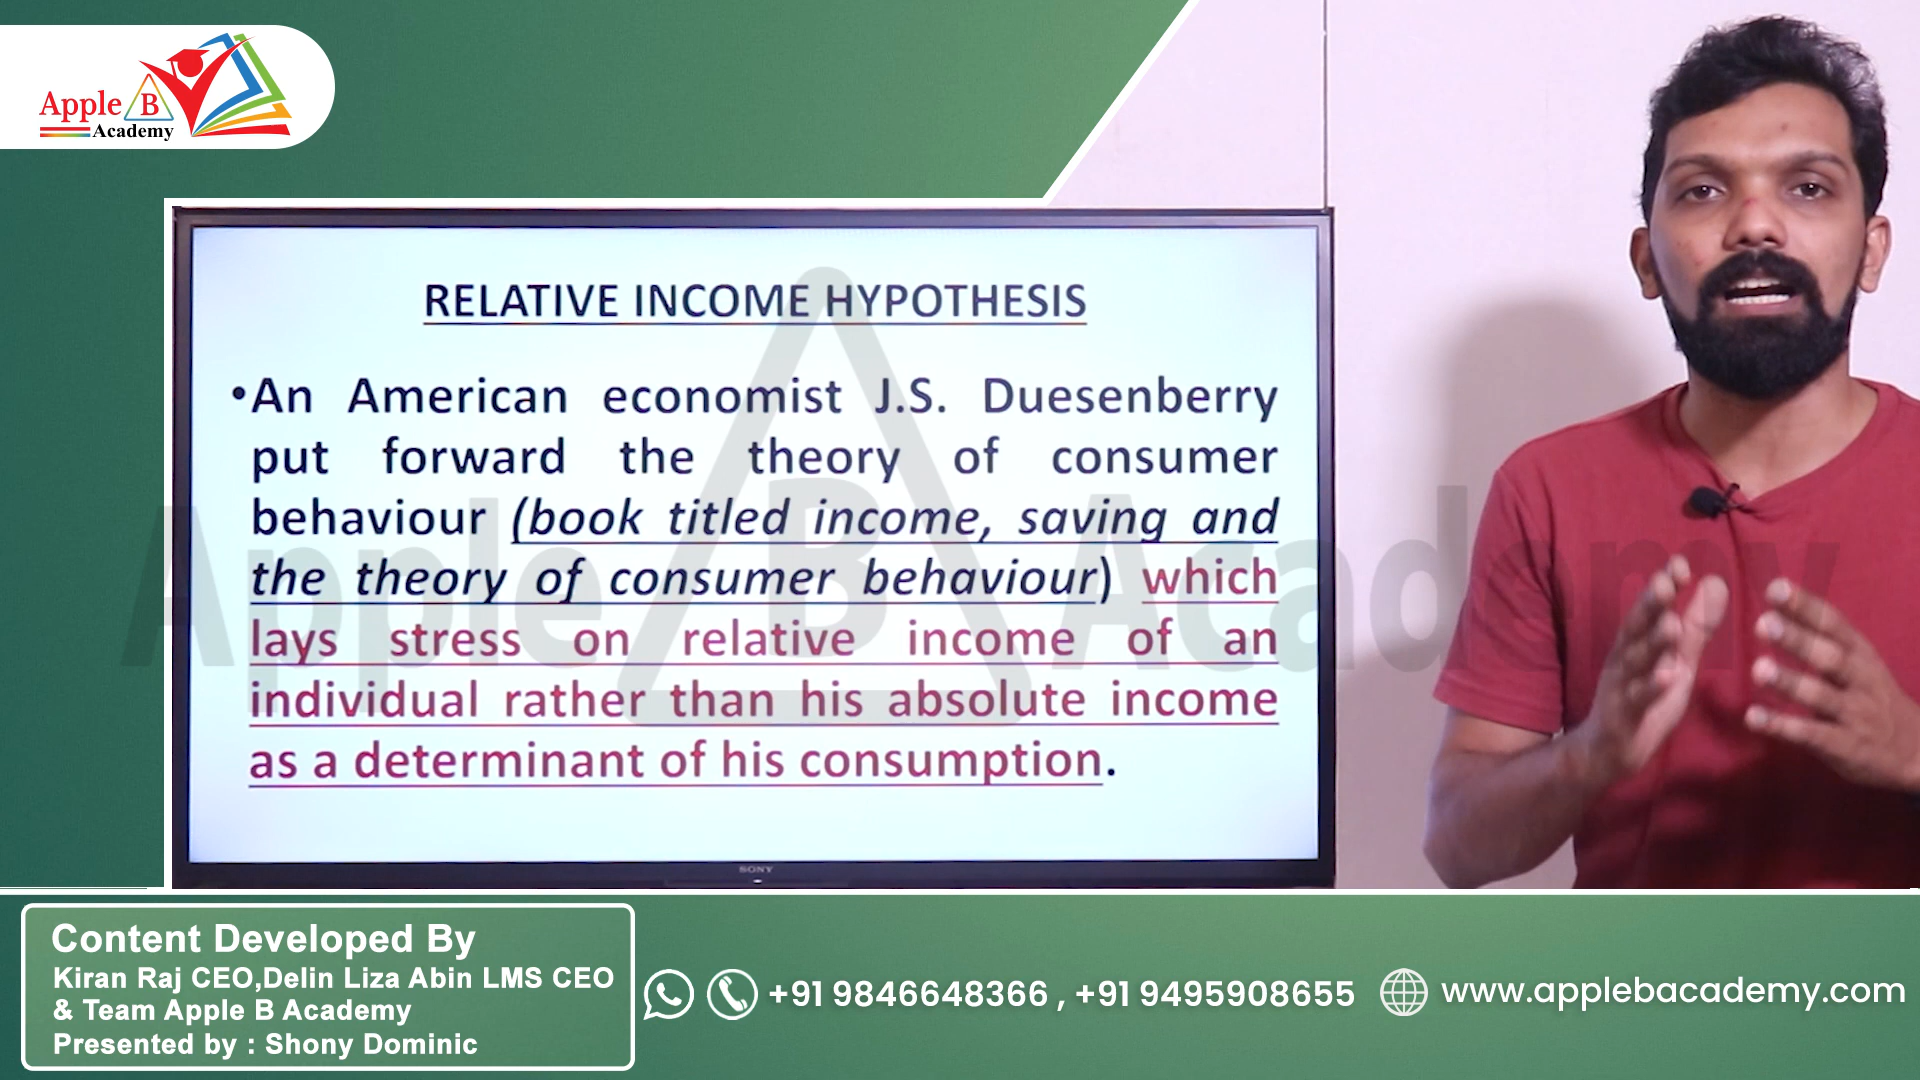 Apple B
Academy
RELATIVE INCOME HYPOTHESIS
•An American economist J.S. Duesenberry
put forward the theory of consumer
behaviour (book titled income, saving and
the theory of consumer behaviour) which
lays stress on relative income of an
individual rather than his absolute income
as a determinant of his consumption.
Apple B Academy
SONY
Content Developed By
Kiran Raj CEO,Delin Liza Abin LMS CEO
& Team Apple B Academy
Presented by : Shony Dominic
+91 9846648366 , +91 9495908655
www.applebacademy.com